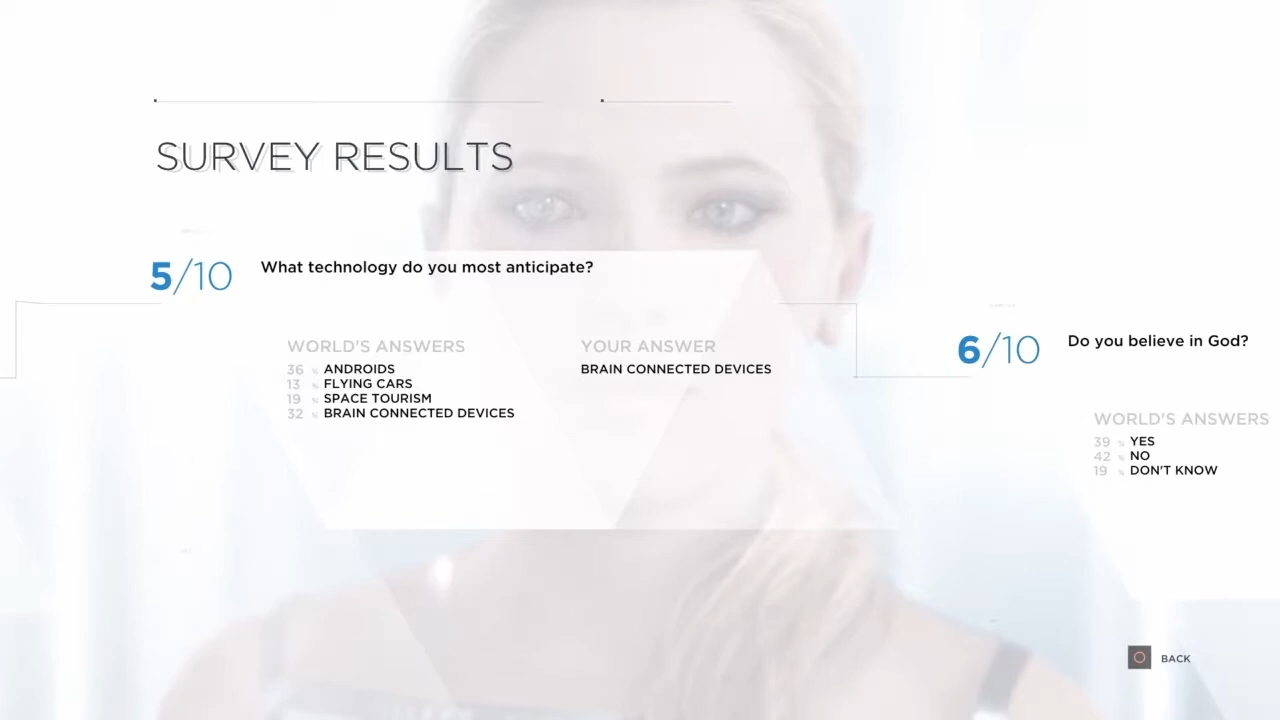 SURVEY RESULTS
5/10
What technology do you most anticipate?
WORLD'S ANSWERS
36 % ANDROIDS
13 % FLYING CARS
19 % SPACE TOURISM
32 % BRAIN CONNECTED DEVICES
YOUR ANSWER
BRAIN CONNECTED DEVICES
6/10
Do you believe in God?
WORLD'S ANSWERS
39 % YES
42 % NO
19 % DON'T KNOW
BACK